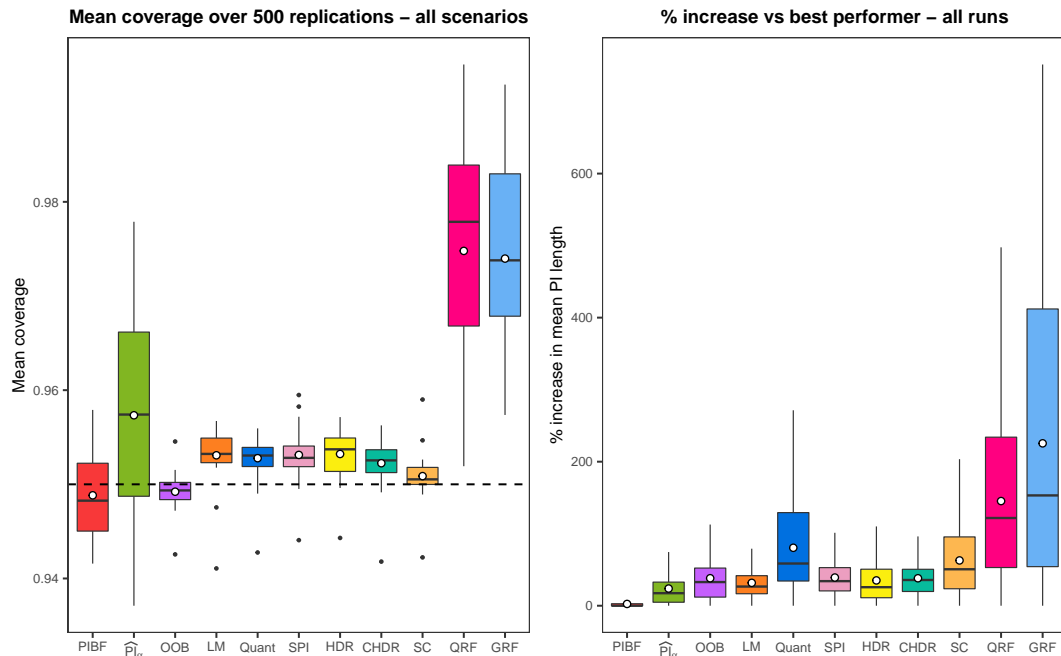 Mean coverage over 500 replications – all scenarios
Mean coverage
0.98
0.96
0.94
PIBF P͡Iα OOB LM Quant SPI HDR CHDR SC QRF GRF
% increase vs best performer – all runs
% increase in mean PI length
600
400
200
0
PIBF P͡Iα OOB LM Quant SPI HDR CHDR SC QRF GRF